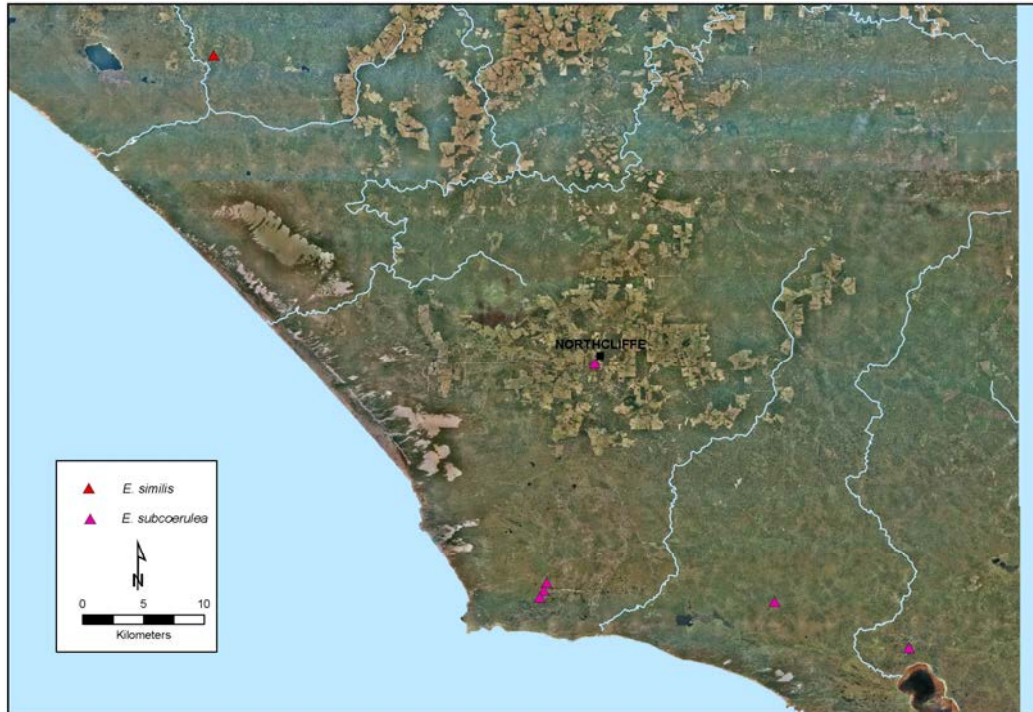 NORTHCLIFFE
E. similis
E. subcoerulea
N
0 5 10
Kilometers